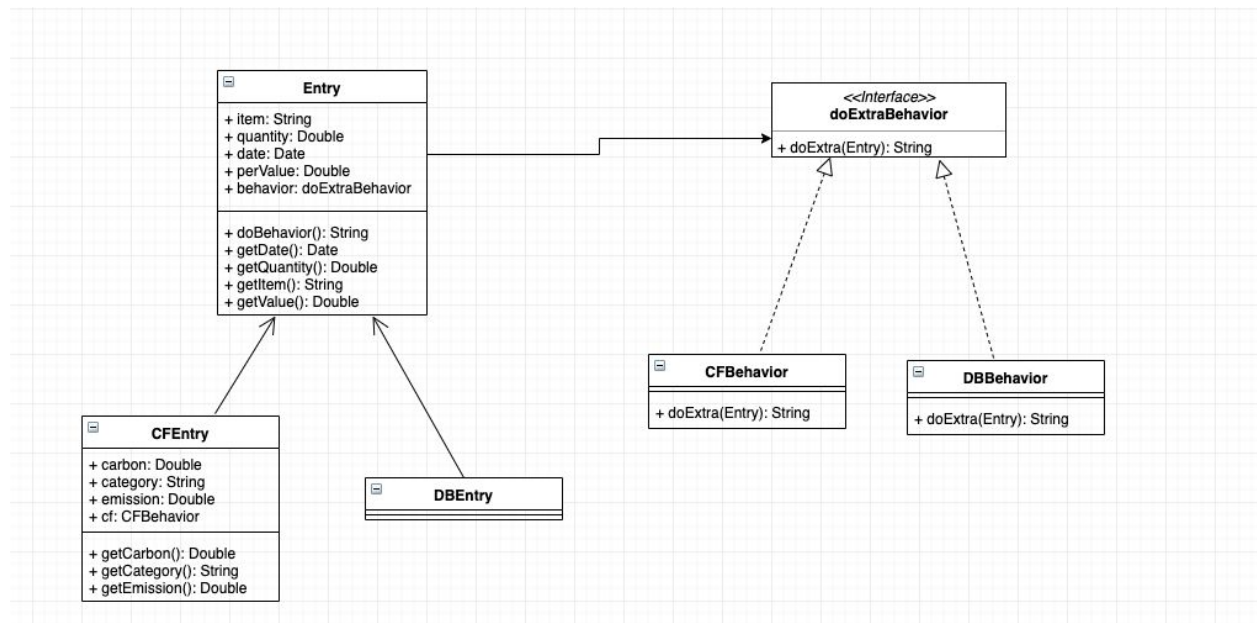 Entry
+ item: String
+ quantity: Double
+ date: Date
+ perValue: Double
+ behavior: doExtraBehavior
+ doBehavior(): String
+ getDate(): Date
+ getQuantity(): Double
+ getItem(): String
+ getValue(): Double
<<Interface>>
doExtraBehavior
+ doExtra(Entry): String
CFEntry
+ carbon: Double
+ category: String
+ emission: Double
+ cf: CFBehavior
+ getCarbon(): Double
+ getCategory(): String
+ getEmission(): Double
DBEntry
CFBehavior
+ doExtra(Entry): String
DBBehavior
+ doExtra(Entry): String